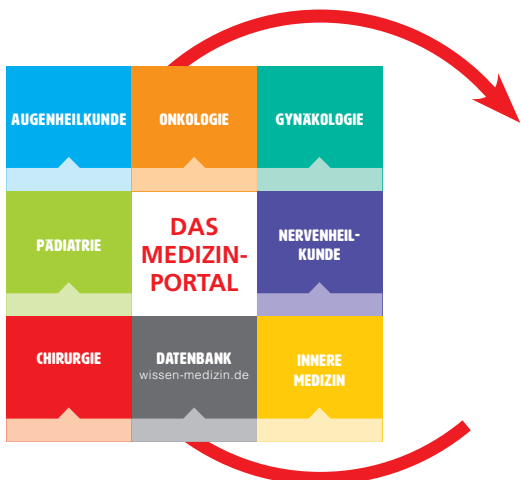 AUGENHEILKUNDE
ONKOLOGIE
GYNÄKOLOGIE
PÄDIATRIE
DAS
MEDIZIN-
PORTAL
NERVENHEIL-
KUNDE
CHIRURGIE
DATENBANK
wissen-medizin.de
INNERE
MEDIZIN